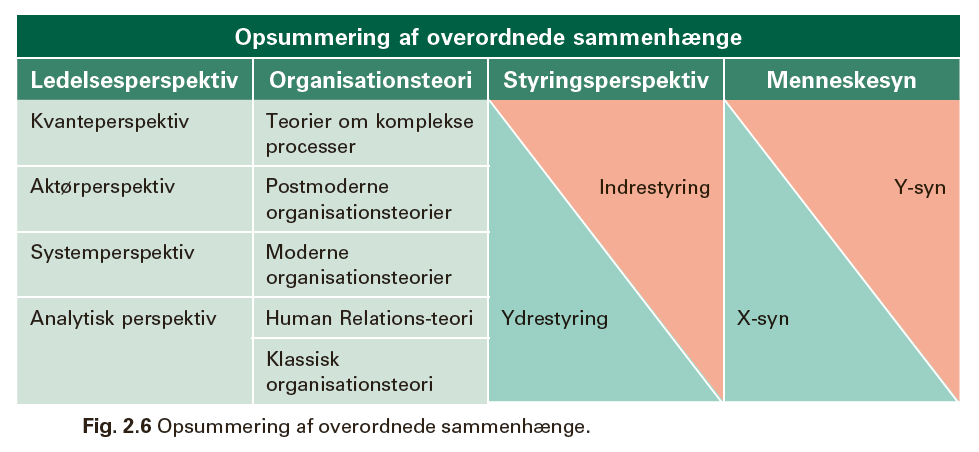 Opsummering af overordnede sammenhænge
Ledelsesperspektiv Organisationsteori Styringsperspektiv Menneskesyn
Kvanteperspektiv
Teorier om komplekse
processer
Aktørperspektiv
Postmoderne
organisationsteorier
Indrestyring
Y-syn
Systemperspektiv
Moderne
organisationsteorier
Analytisk perspektiv
Human Relations-teori
Ydrestyring
X-syn
Klassisk
organisationsteori
Fig. 2.6 Opsummering af overordnede sammenhænge.